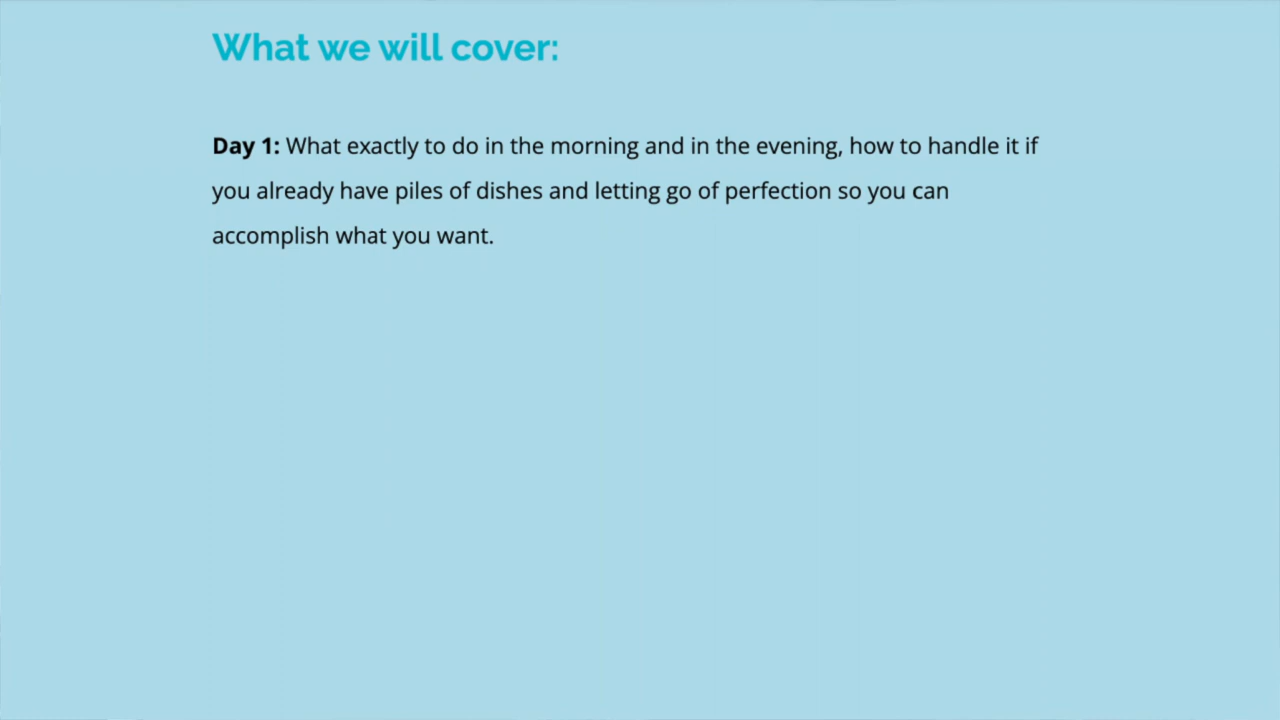 What we will cover:
Day 1: What exactly to do in the morning and in the evening, how to handle it if
you already have piles of dishes and letting go of perfection so you can
accomplish what you want.